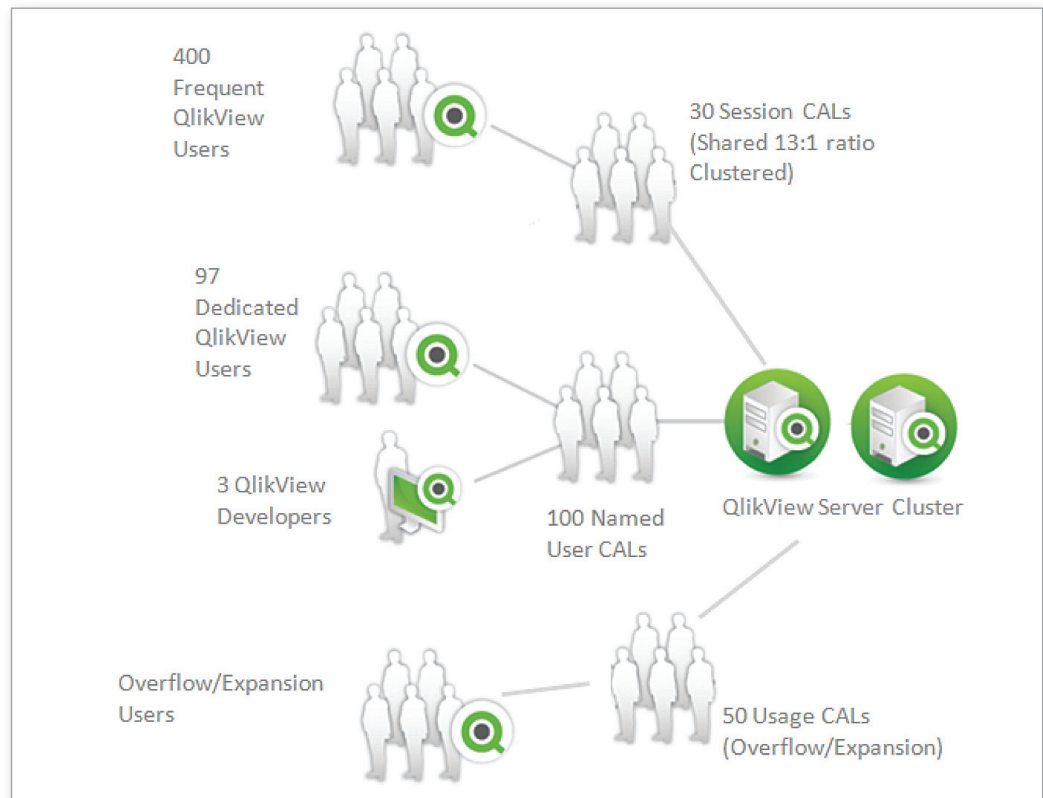 400
Frequent
QlikView
Users
30 Session CALs
(Shared 13:1 ratio
Clustered)
97
Dedicated
QlikView
Users
3 QlikView
Developers
100 Named
User CALs
QlikView Server Cluster
Overflow/Expansion
Users
50 Usage CALs
(Overflow/Expansion)